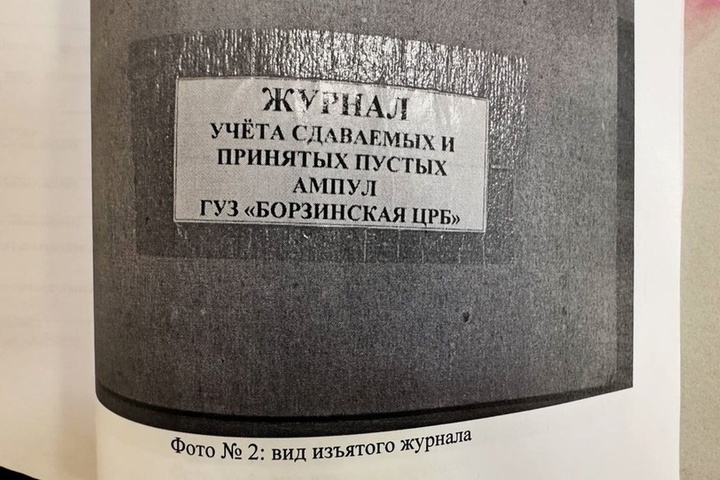 ЖУРНАЛ
УЧЁТА СДАВАЕМЫХ И
ПРИНЯТЫХ ПУСТЫХ
АМПУЛ
ГУЗ «БОРЗИНСКАЯ ЦРБ»
Фото № 2: вид изъятого журнала